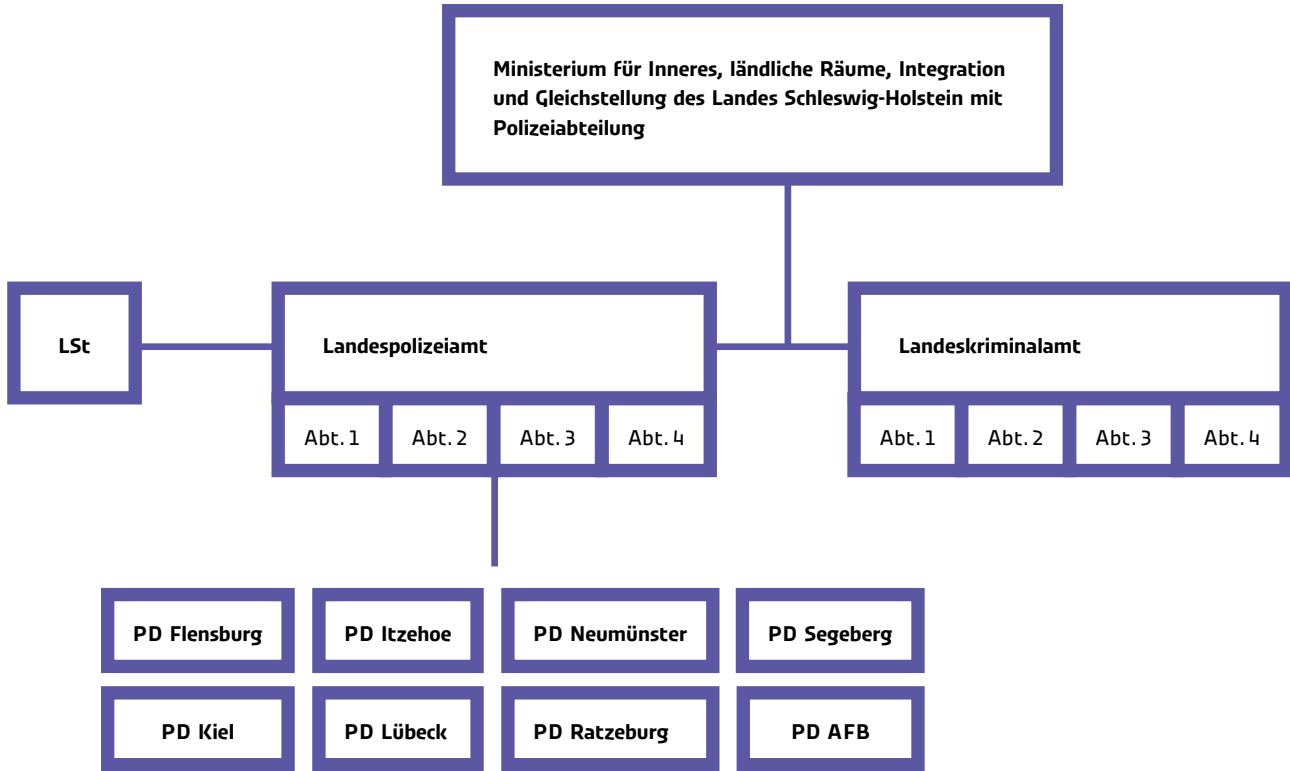 Ministerium für Inneres, ländliche Räume, Integration
und Gleichstellung des Landes Schleswig-Holstein mit
Polizeiabteilung
LSt
Landespolizeiamt
Landeskriminalamt
Abt. 1
Abt. 2
Abt. 3
Abt. 4
Abt. 1
Abt. 2
Abt. 3
Abt. 4
PD Flensburg
PD Itzehoe
PD Neumünster
PD Segeberg
PD Kiel
PD Lübeck
PD Ratzeburg
PD AFB